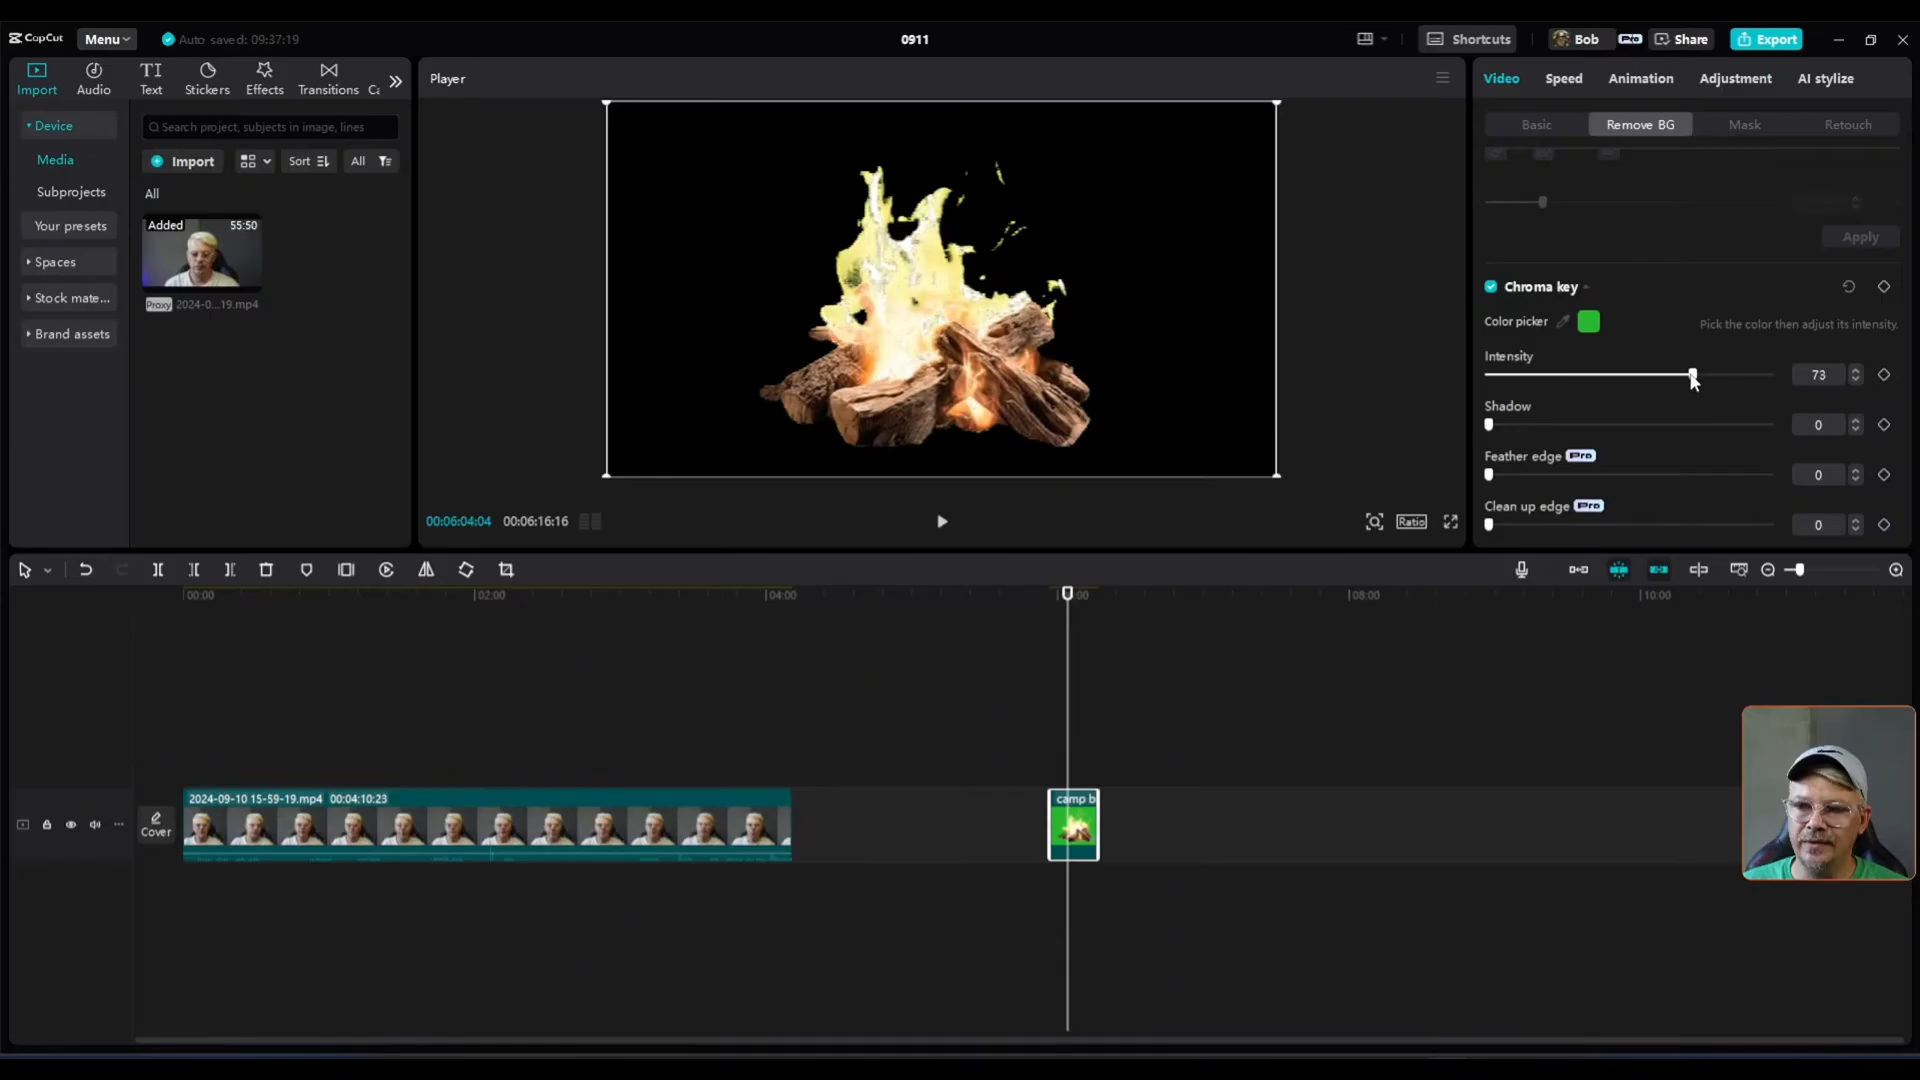 CapCut
Menu
Auto saved: 09:37:19
0911
Shortcuts
Bob
Pro
Share
Export
Import
Audio
TI
Text
Stickers
Effects
Transitions
Ca
Device
Media
Subprojects
Your presets
Spaces
Stock mate...
Brand assets
Search project, subjects in image, lines
Import
Sort
All
All
Added
55:50
Proxy
2024-0...19.mp4
Player
00:06:04:04
00:06:16:16
Ratio
Video
Speed
Animation
Adjustment
AI stylize
Basic
Remove BG
Mask
Retouch
Apply
Chroma key
Color picker
Pick the color then adjust its intensity.
Intensity
73
Shadow
0
Feather edge Pro
0
Clean up edge Pro
0
00:00
02:00
04:00
08:00
10:00
Cover
2024-09-10 15-59-19.mp4 00:04:10:23
camp b